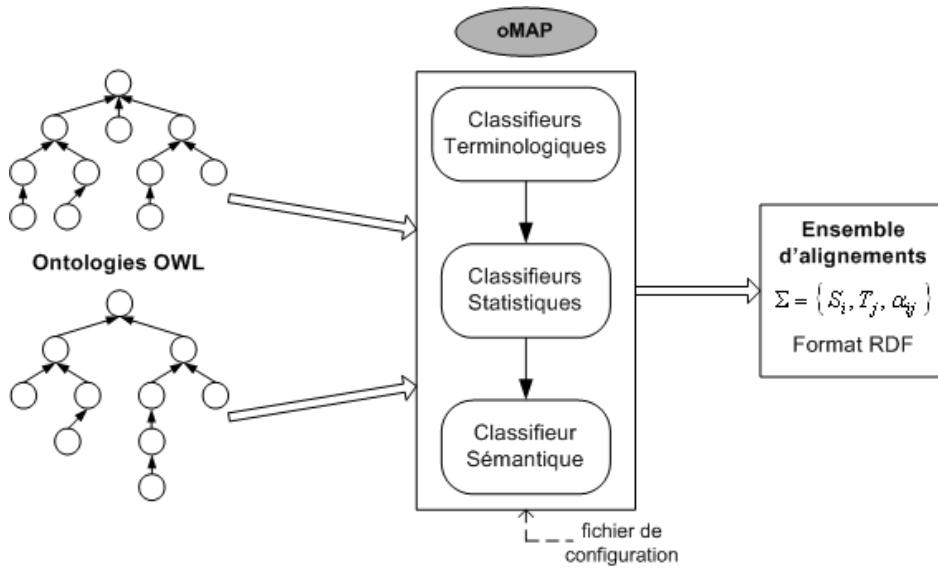 oMAP
Classifieurs
Terminologiques
Ontologies OWL
Classifieurs
Statistiques
Classifieur
Sémantique
fichier de
configuration
Ensemble
d'alignements
Σ = { S_i, T_j, α_ij }
Format RDF